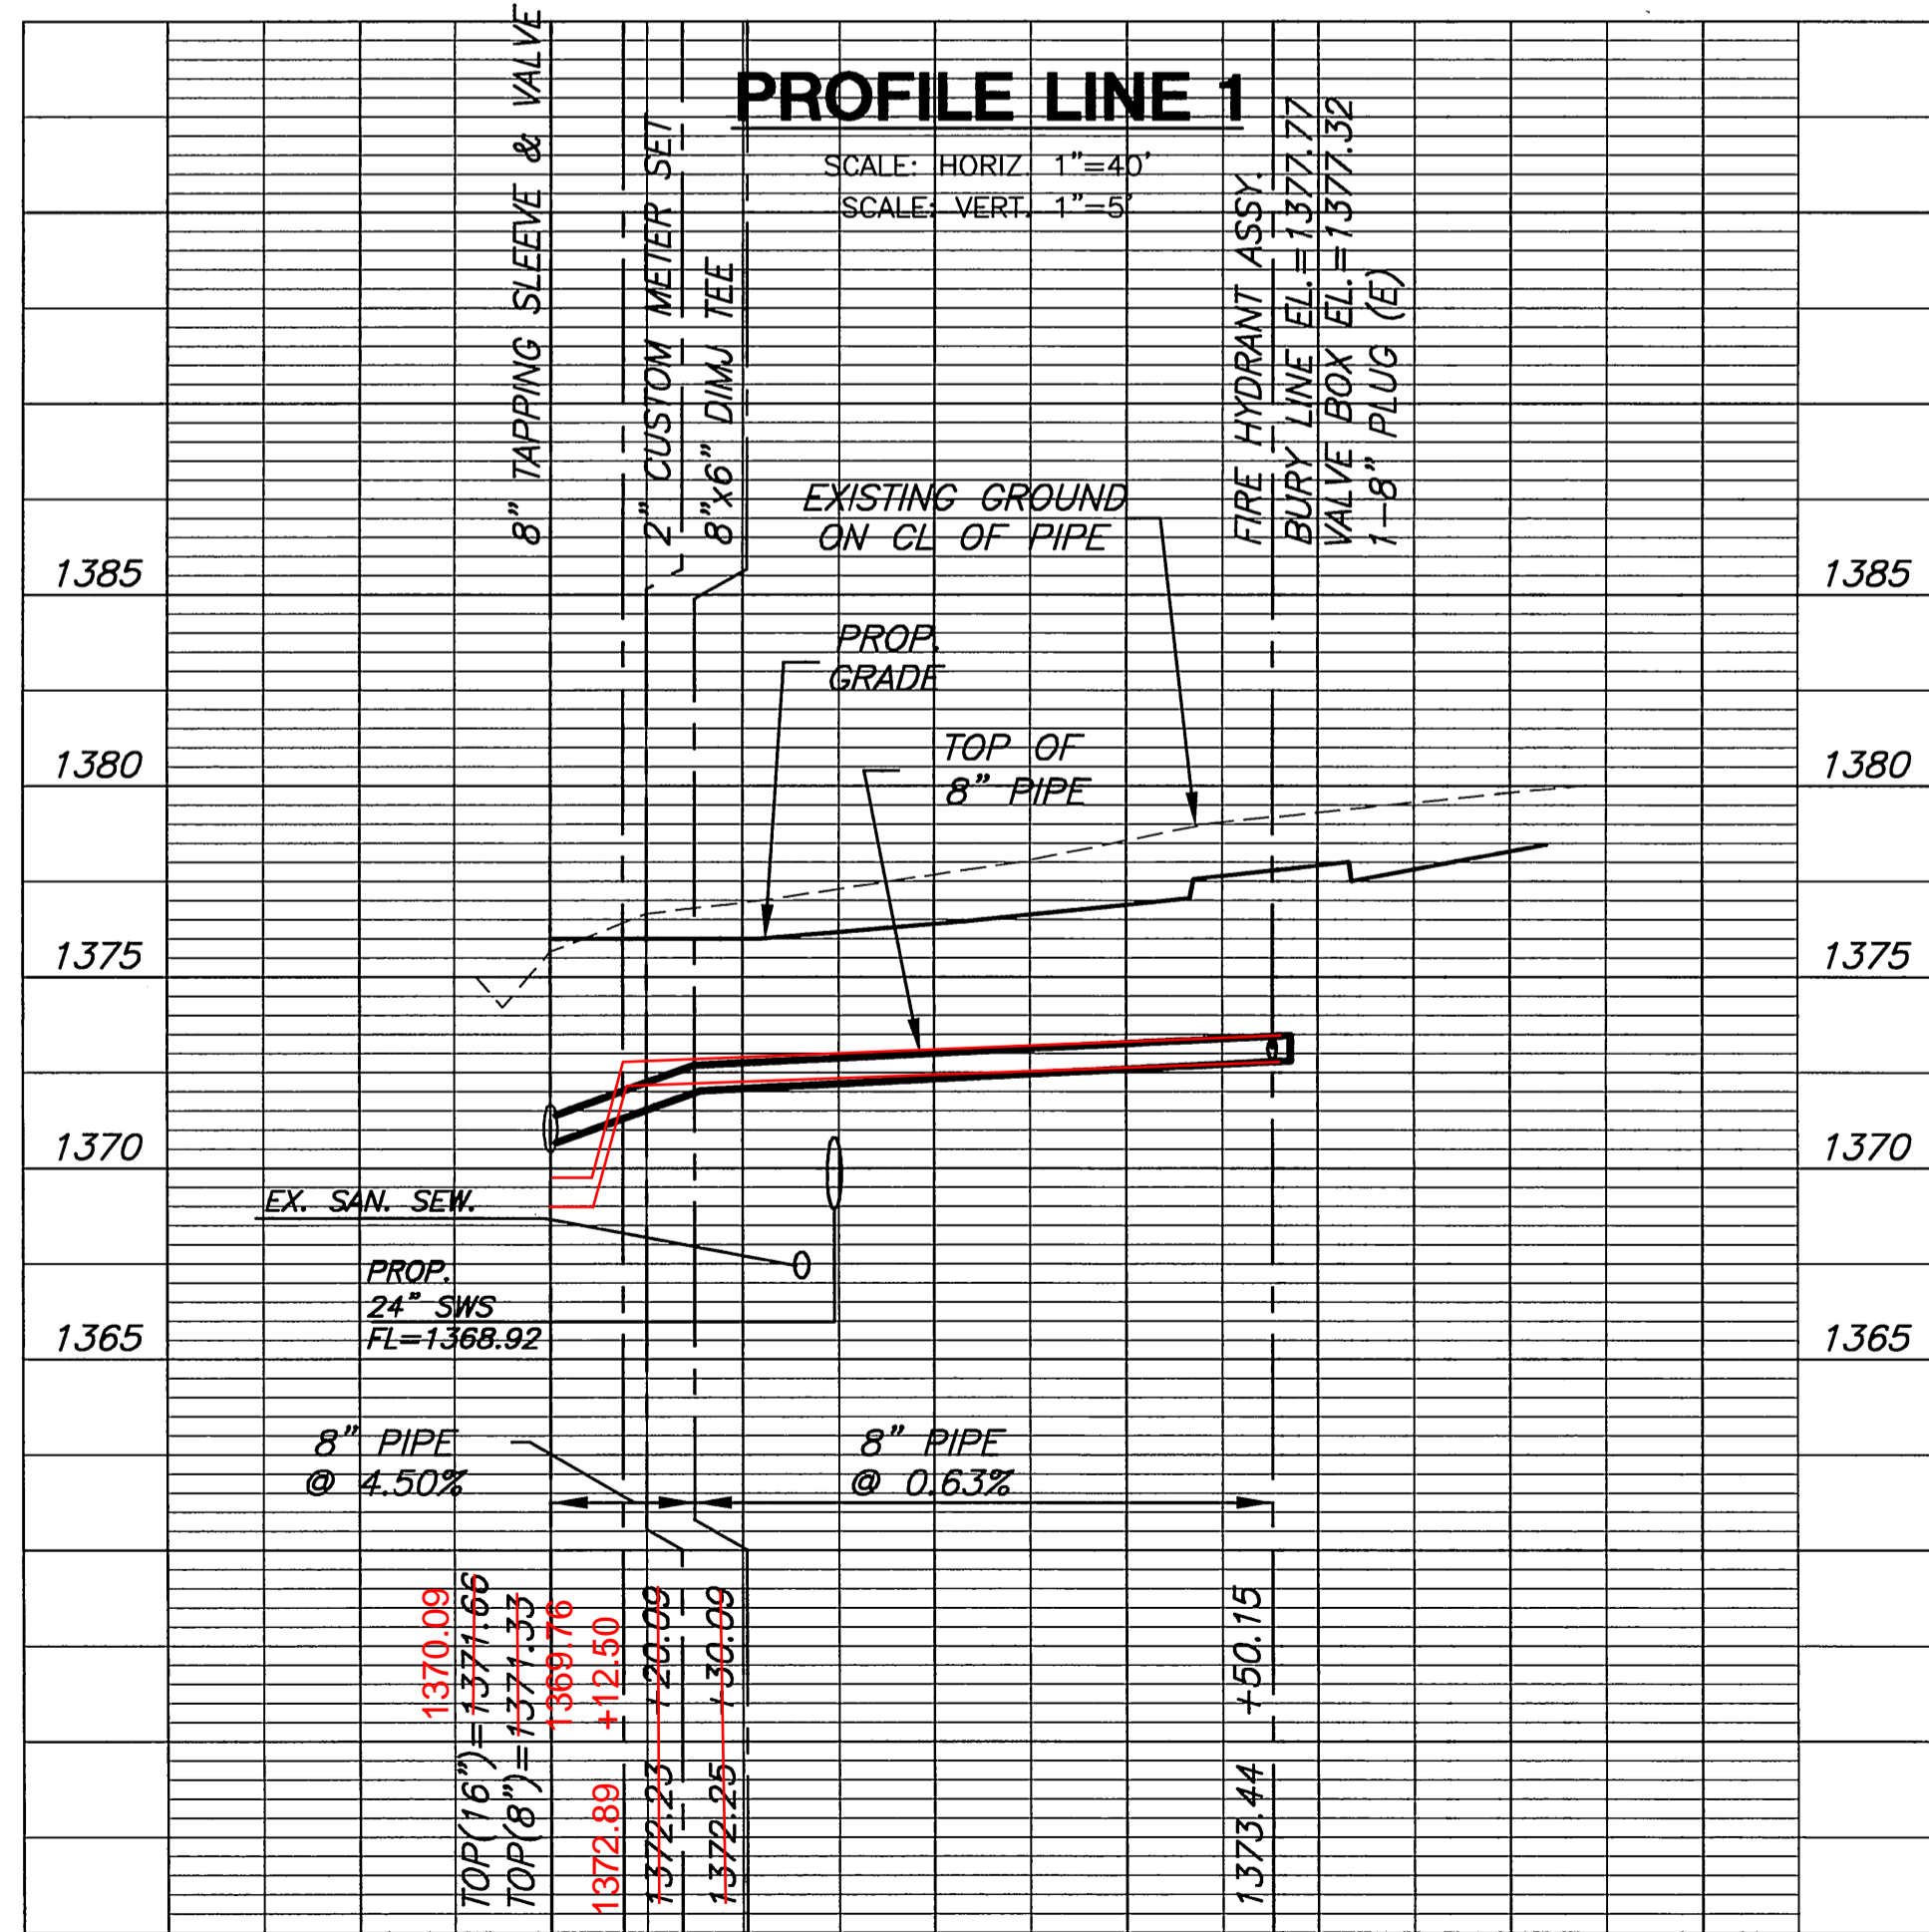 PROFILE LINE 1
SCALE: HORIZ. 1"=40'
SCALE: VERT. 1"=5'
8" TAPPING SLEEVE & VALVE
2" CUSTOM METER SET
8"x6" DIMJ TEE
FIRE HYDRANT ASSY.
BURY LINE EL.=1377.77
VALVE BOX EL.=1377.32
1-8" PLUG (E)
EXISTING GROUND
ON CL OF PIPE
1385
1385
PROP.
GRADE
TOP OF
8" PIPE
1380
1380
1375
1375
1370
1370
EX. SAN. SEW.
PROP.
24" SWS
FL=1368.92
1365
1365
8" PIPE
@ 4.50%
8" PIPE
@ 0.63%
1370.09
TOP(16")=1371.66
TOP(8")=1371.33
1369.76
1372.89 +12.50
1372.23 +20.09
1372.25 +30.09
1373.44 +50.15